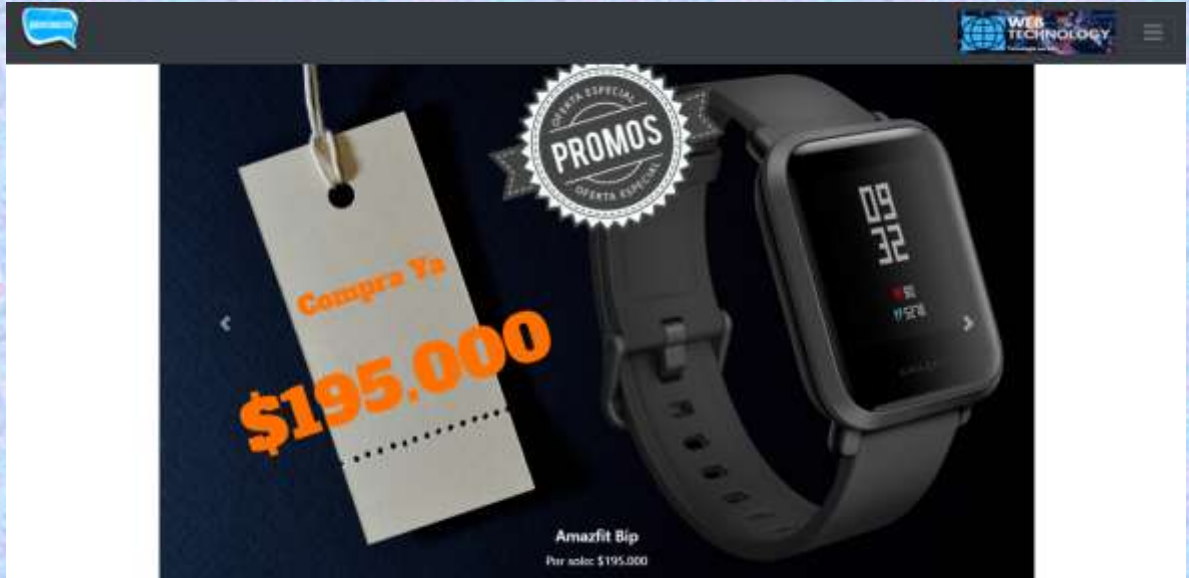 WEB
TECHNOLOGY
OFERTA ESPECIAL
PROMOS
OFERTA ESPECIAL
09
32
Compra Ya
$195.000
Amazfit Bip
Por solo: $195.000